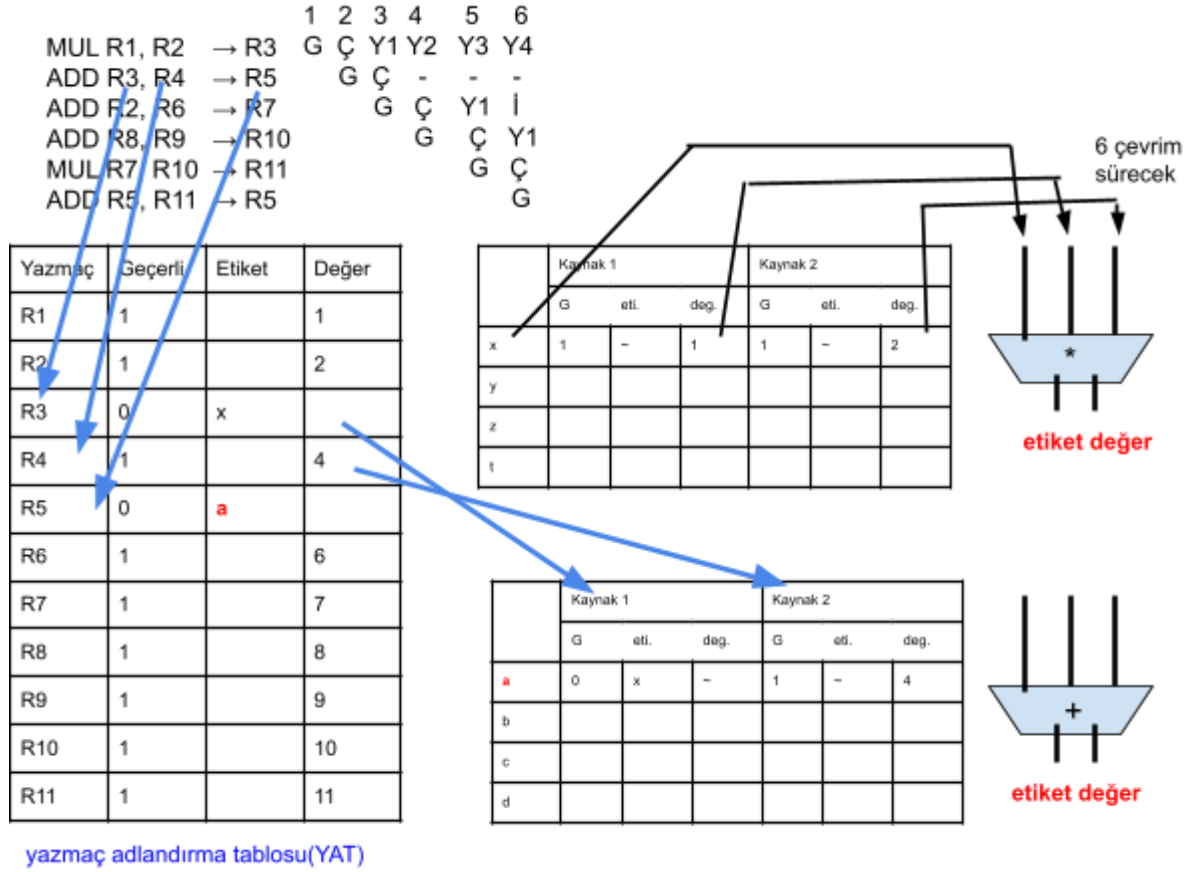 1 2 3 4 5 6
MUL R1, R2 → R3 G Ç Y1 Y2 Y3 Y4
ADD R3, R4 → R5 G Ç - - -
ADD R2, R6 → R7 G Ç Y1 İ
ADD R8, R9 → R10 G Ç Y1
MUL R7, R10 → R11 G Ç
ADD R5, R11 → R5 G
Yazmaç Geçerli Etiket Değer
R1 1 1
R2 1 2
R3 0 x
R4 1 4
R5 0 a
R6 1 6
R7 1 7
R8 1 8
R9 1 9
R10 1 10
R11 1 11
yazmaç adlandırma tablosu(YAT)
Kaynak 1 Kaynak 2
G eti. deg. G eti. deg.
x 1 ~ 1 1 ~ 2
y
z
t
6 çevrim
sürecek
*
etiket değer
Kaynak 1 Kaynak 2
G eti. deg. G eti. deg.
a 0 x ~ 1 ~ 4
b
c
d
+
etiket değer